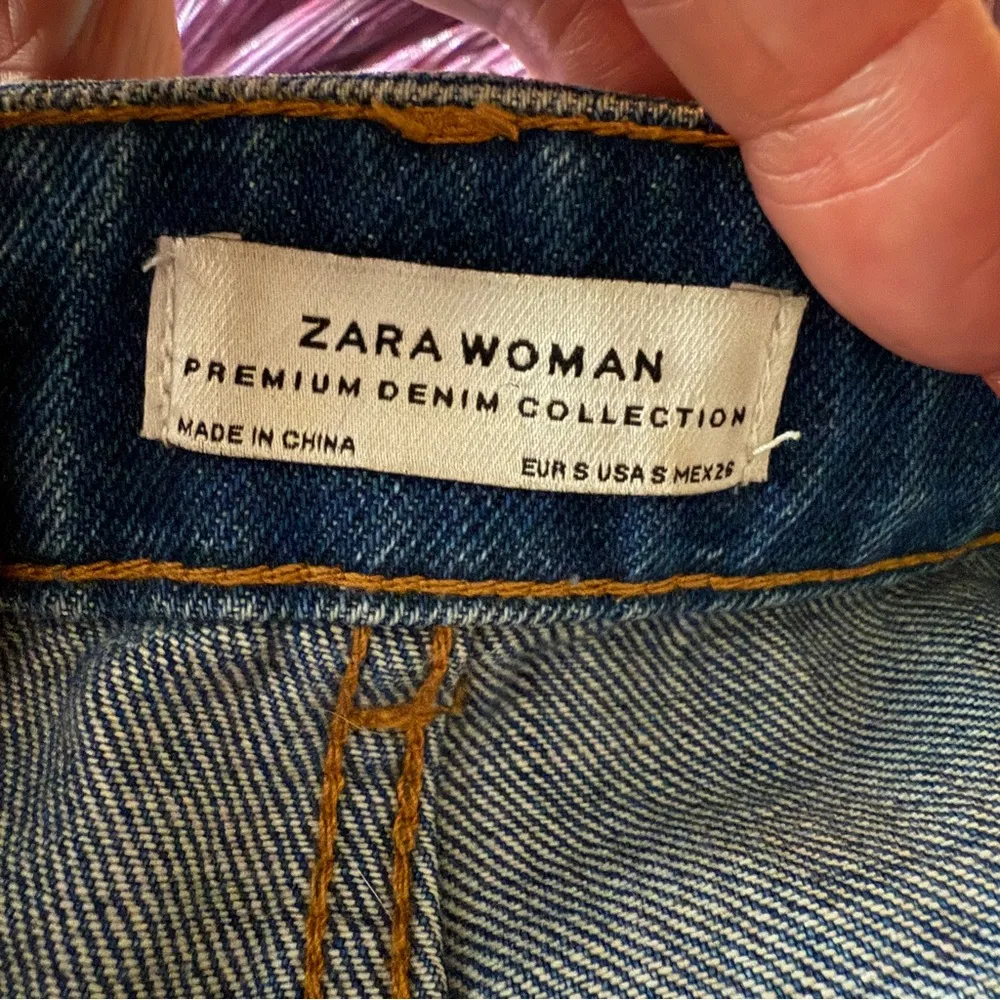 ZARA WOMAN
PREMIUM DENIM COLLECTION
MADE IN CHINA
EUR S USA S MEX 26